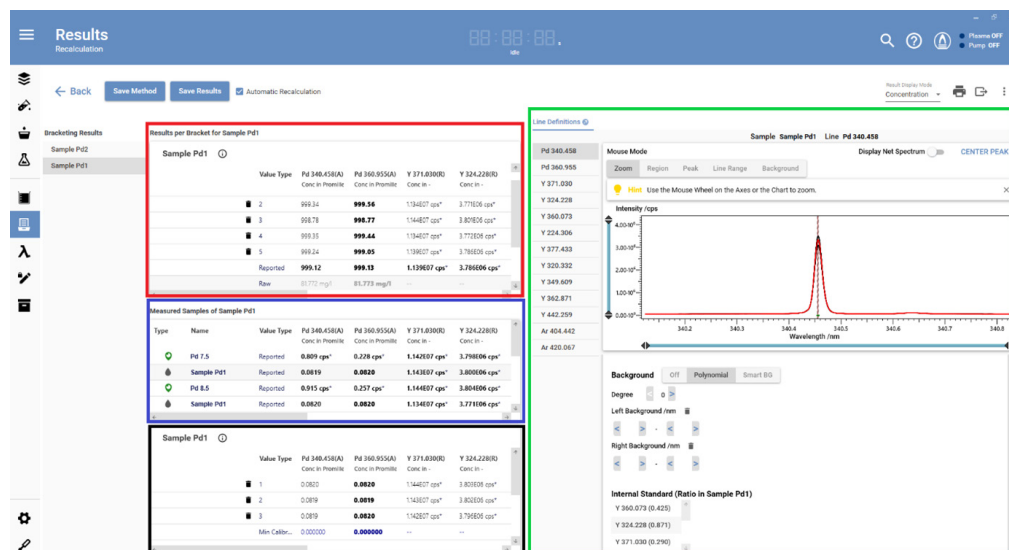 Results
Recalculation
88:88:88.
idle
Plasma OFF
Pump OFF
Back
Save Method
Save Results
Automatic Recalculation
Result Display Mode
Concentration
Bracketing Results
Sample Pd2
Sample Pd1
Results per Bracket for Sample Pd1
Sample Pd1
Value Type Pd 340.458(A) Pd 360.955(A) Y 371.030(R) Y 324.228(R)
Conc in Promille Conc in Promille Conc in - Conc in -
2 999.34 999.56 1.134E07 cps* 3.771E06 cps*
3 998.78 998.77 1.144E07 cps* 3.801E06 cps*
4 999.35 999.44 1.134E07 cps* 3.772E06 cps*
5 999.24 999.05 1.139E07 cps* 3.786E06 cps*
Reported 999.12 999.13 1.139E07 cps* 3.786E06 cps*
Raw 81.772 mg/l 81.773 mg/l -- --
Measured Samples of Sample Pd1
Type Name Value Type Pd 340.458(A) Pd 360.955(A) Y 371.030(R) Y 324.228(R)
Conc in Promille Conc in Promille Conc in - Conc in -
Pd 7.5 Reported 0.809 cps* 0.228 cps* 1.142E07 cps* 3.798E06 cps*
Sample Pd1 Reported 0.0819 0.0820 1.143E07 cps* 3.800E06 cps*
Pd 8.5 Reported 0.915 cps* 0.257 cps* 1.144E07 cps* 3.804E06 cps*
Sample Pd1 Reported 0.0820 0.0820 1.134E07 cps* 3.771E06 cps*
Sample Pd1
Value Type Pd 340.458(A) Pd 360.955(A) Y 371.030(R) Y 324.228(R)
Conc in Promille Conc in Promille Conc in - Conc in -
1 0.0820 0.0820 1.144E07 cps* 3.803E06 cps*
2 0.0819 0.0819 1.143E07 cps* 3.802E06 cps*
3 0.0819 0.0820 1.142E07 cps* 3.796E06 cps*
Min Calibr... 0.000000 0.000000 -- --
Line Definitions
Pd 340.458
Pd 360.955
Y 371.030
Y 324.228
Y 360.073
Y 224.306
Y 377.433
Y 320.332
Y 349.609
Y 362.871
Y 442.259
Ar 404.442
Ar 420.067
Sample Sample Pd1 Line Pd 340.458
Mouse Mode
Display Net Spectrum
CENTER PEAK
Zoom Region Peak Line Range Background
Hint Use the Mouse Wheel on the Axes or the Chart to zoom.
Intensity /cps
340.2 340.3 340.4 340.5 340.6 340.7 340.8
Wavelength /nm
Background Off Polynomial Smart BG
Degree < 0 >
Left Background /nm
< > - < >
Right Background /nm
< > - < >
Internal Standard (Ratio in Sample Pd1)
Y 360.073 (0.425)
Y 324.228 (0.871)
Y 371.030 (0.290)